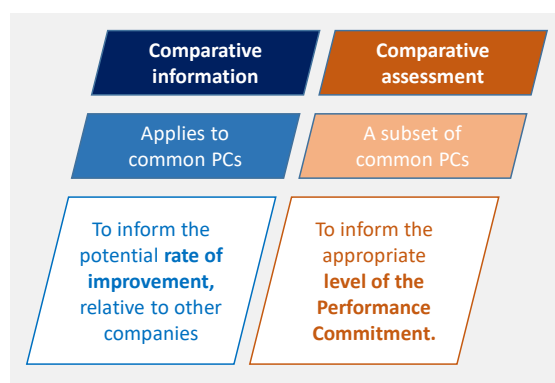 Comparative
information
Comparative
assessment
Applies to
common PCs
A subset of
common PCs
To inform the
potential rate of
improvement,
relative to other
companies
To inform the
appropriate
level of the
Performance
Commitment.